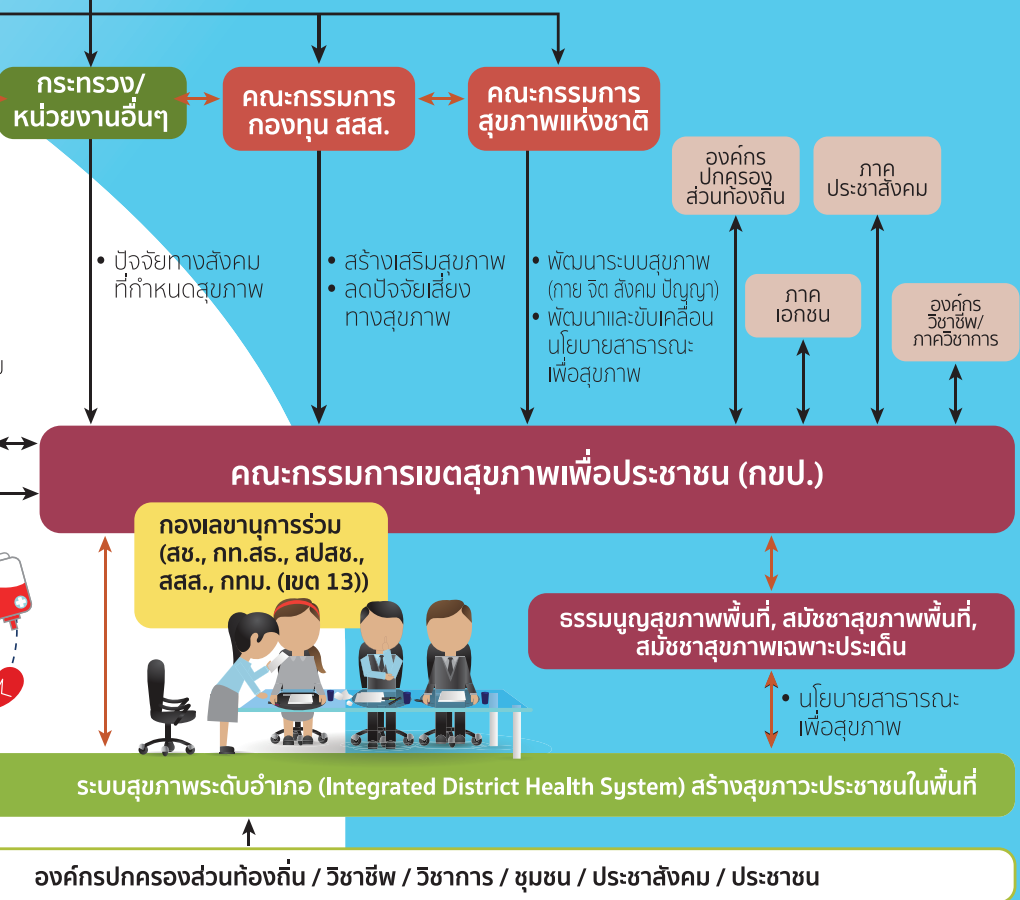 กระทรวง/
หน่วยงานอื่นๆ
คณะกรรมการ
กองทุน สสส.
คณะกรรมการ
สุขภาพแห่งชาติ
องค์กร
ปกครอง
ส่วนท้องถิ่น
ภาค
ประชาสังคม
• ปัจจัยทางสังคม
ที่กำหนดสุขภาพ
• สร้างเสริมสุขภาพ
• ลดปัจจัยเสี่ยง
ทางสุขภาพ
• พัฒนาระบบสุขภาพ
(กาย จิต สังคม ปัญญา)
• พัฒนาและขับเคลื่อน
นโยบายสาธารณะ
เพื่อสุขภาพ
ภาค
เอกชน
องค์กร
วิชาชีพ/
ภาควิชาการ
คณะกรรมการเขตสุขภาพเพื่อประชาชน (กขป.)
กองเลขานุการร่วม
(สช., กท.สธ., สปสช.,
สสส., กทม. (เขต 13))
ธรรมนูญสุขภาพพื้นที่, สมัชชาสุขภาพพื้นที่,
สมัชชาสุขภาพเฉพาะประเด็น
• นโยบายสาธารณะ
เพื่อสุขภาพ
ระบบสุขภาพระดับอำเภอ (Integrated District Health System) สร้างสุขภาวะประชาชนในพื้นที่
องค์กรปกครองส่วนท้องถิ่น / วิชาชีพ / วิชาการ / ชุมชน / ประชาสังคม / ประชาชน